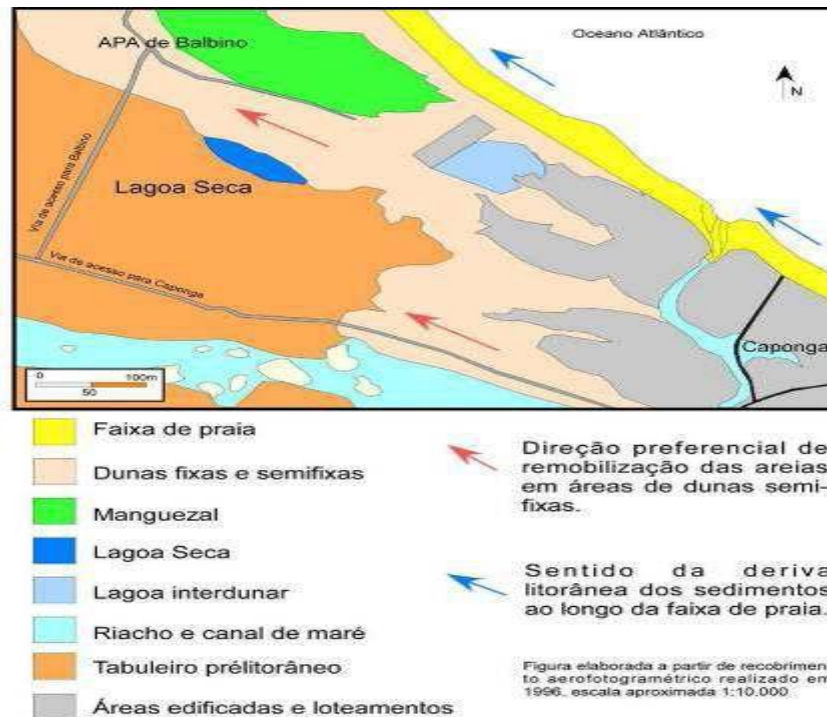 APA de Balbino
Oceano Atlântico
N
Via de acesso para Balbino
Lagoa Seca
Via de acesso para Caponga
Caponga
0 100m
50
Faixa de praia
Dunas fixas e semifixas
Manguezal
Lagoa Seca
Lagoa interdunar
Riacho e canal de maré
Tabuleiro prélitorâneo
Áreas edificadas e loteamentos
Direção preferencial de
remobilização das areias
em áreas de dunas semi-
fixas.
Sentido da deriva
litorânea dos sedimentos
ao longo da faixa de praia.
Figura elaborada a partir de recobrimen
to aerofotogramétrico realizado em
1996, escala aproximada 1:10.000